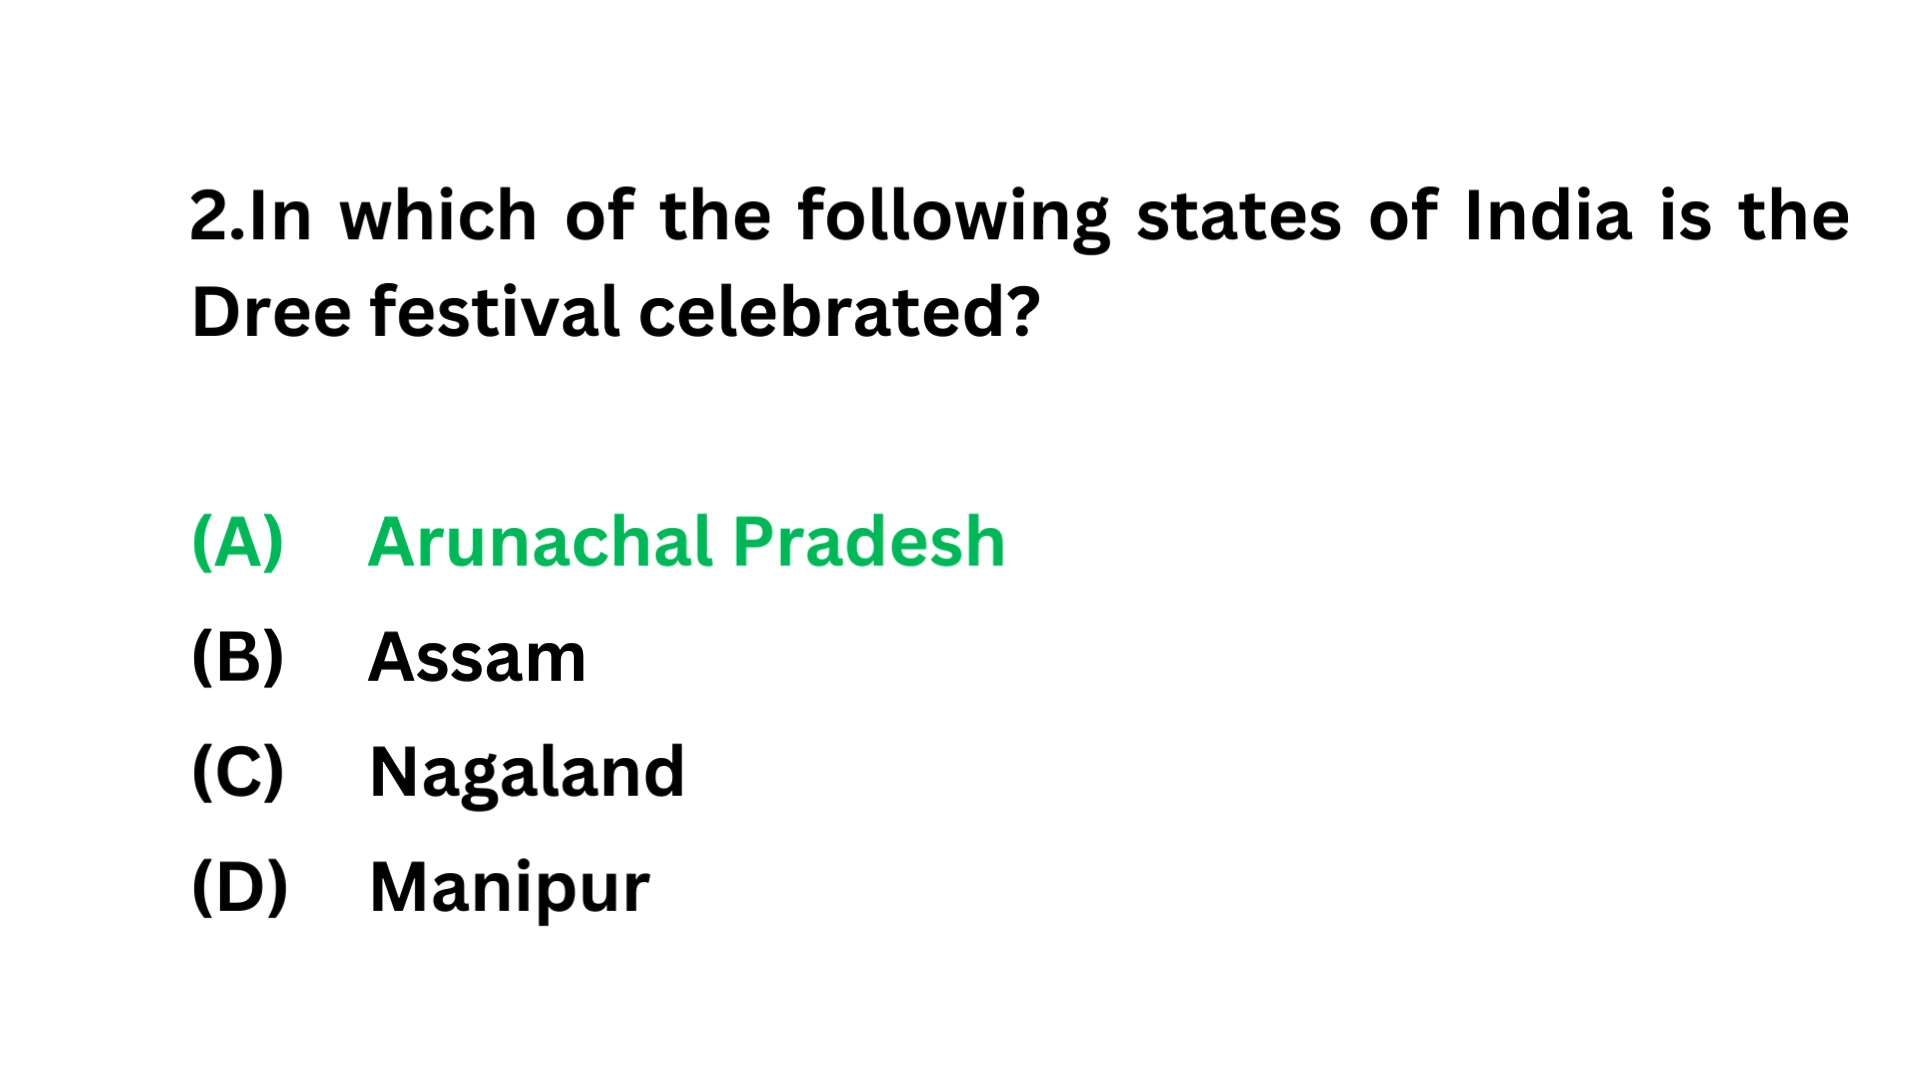 2.In which of the following states of India is the
Dree festival celebrated?
(A) Arunachal Pradesh
(B) Assam
(C) Nagaland
(D) Manipur